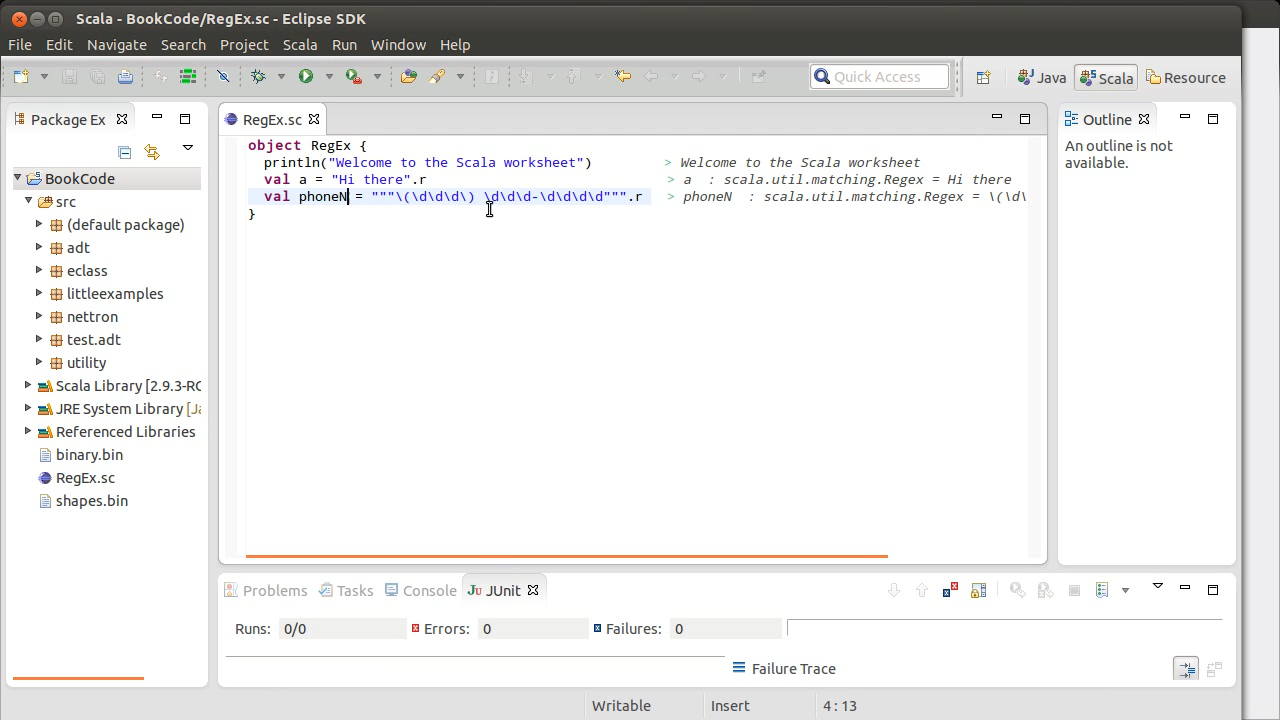 Scala - BookCode/RegEx.sc - Eclipse SDK
File Edit Navigate Search Project Scala Run Window Help
Quick Access
Java
Scala
Resource
Package Ex
RegEx.sc
Outline
An outline is not
available.
BookCode
src
(default package)
adt
eclass
littleexamples
nettron
test.adt
utility
Scala Library [2.9.3-RC
JRE System Library [Ja
Referenced Libraries
binary.bin
RegEx.sc
shapes.bin
object RegEx {
println("Welcome to the Scala worksheet") > Welcome to the Scala worksheet
val a = "Hi there".r > a : scala.util.matching.Regex = Hi there
val phoneN = """\(\d\d\d\) \d\d\d-\d\d\d\d""".r > phoneN : scala.util.matching.Regex = \(\d\
}
Problems Tasks Console Ju JUnit
Runs: 0/0 Errors: 0 Failures: 0
Failure Trace
Writable Insert 4 : 13